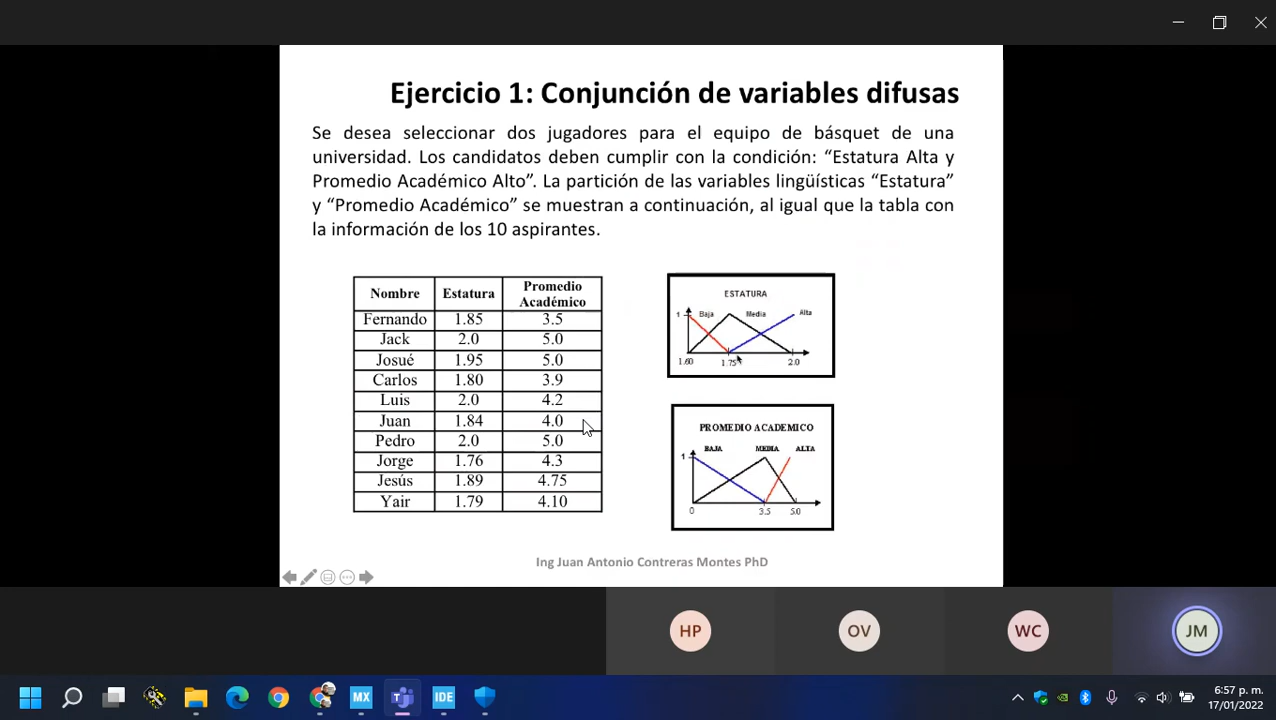 Ejercicio 1: Conjunción de variables difusas
Se desea seleccionar dos jugadores para el equipo de básquet de una
universidad. Los candidatos deben cumplir con la condición: “Estatura Alta y
Promedio Académico Alto”. La partición de las variables lingüísticas “Estatura”
y “Promedio Académico” se muestran a continuación, al igual que la tabla con
la información de los 10 aspirantes.
Nombre Estatura Promedio Académico
Fernando 1.85 3.5
Jack 2.0 5.0
Josué 1.95 5.0
Carlos 1.80 3.9
Luis 2.0 4.2
Juan 1.84 4.0
Pedro 2.0 5.0
Jorge 1.76 4.3
Jesús 1.89 4.75
Yair 1.79 4.10
ESTATURA
1 Baja Media Alta
1.60 1.75 2.0
PROMEDIO ACADEMICO
BAJA MEDIA ALTA
1
0 3.5 5.0
Ing Juan Antonio Contreras Montes PhD
HP OV WC JM
MX IDE
6:57 p. m.
17/01/2022